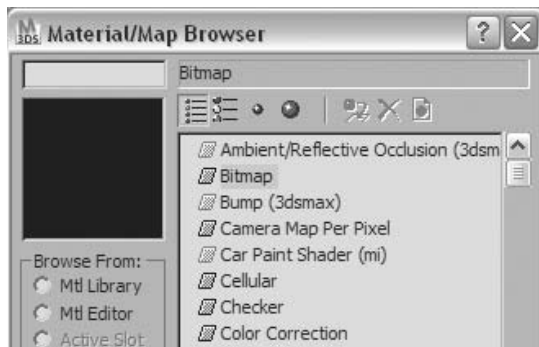 3DS Material/Map Browser
Bitmap
Ambient/Reflective Occlusion (3dsm
Bitmap
Bump (3dsmax)
Camera Map Per Pixel
Car Paint Shader (mi)
Cellular
Checker
Color Correction
Browse From:
Mtl Library
Mtl Editor
Active Slot